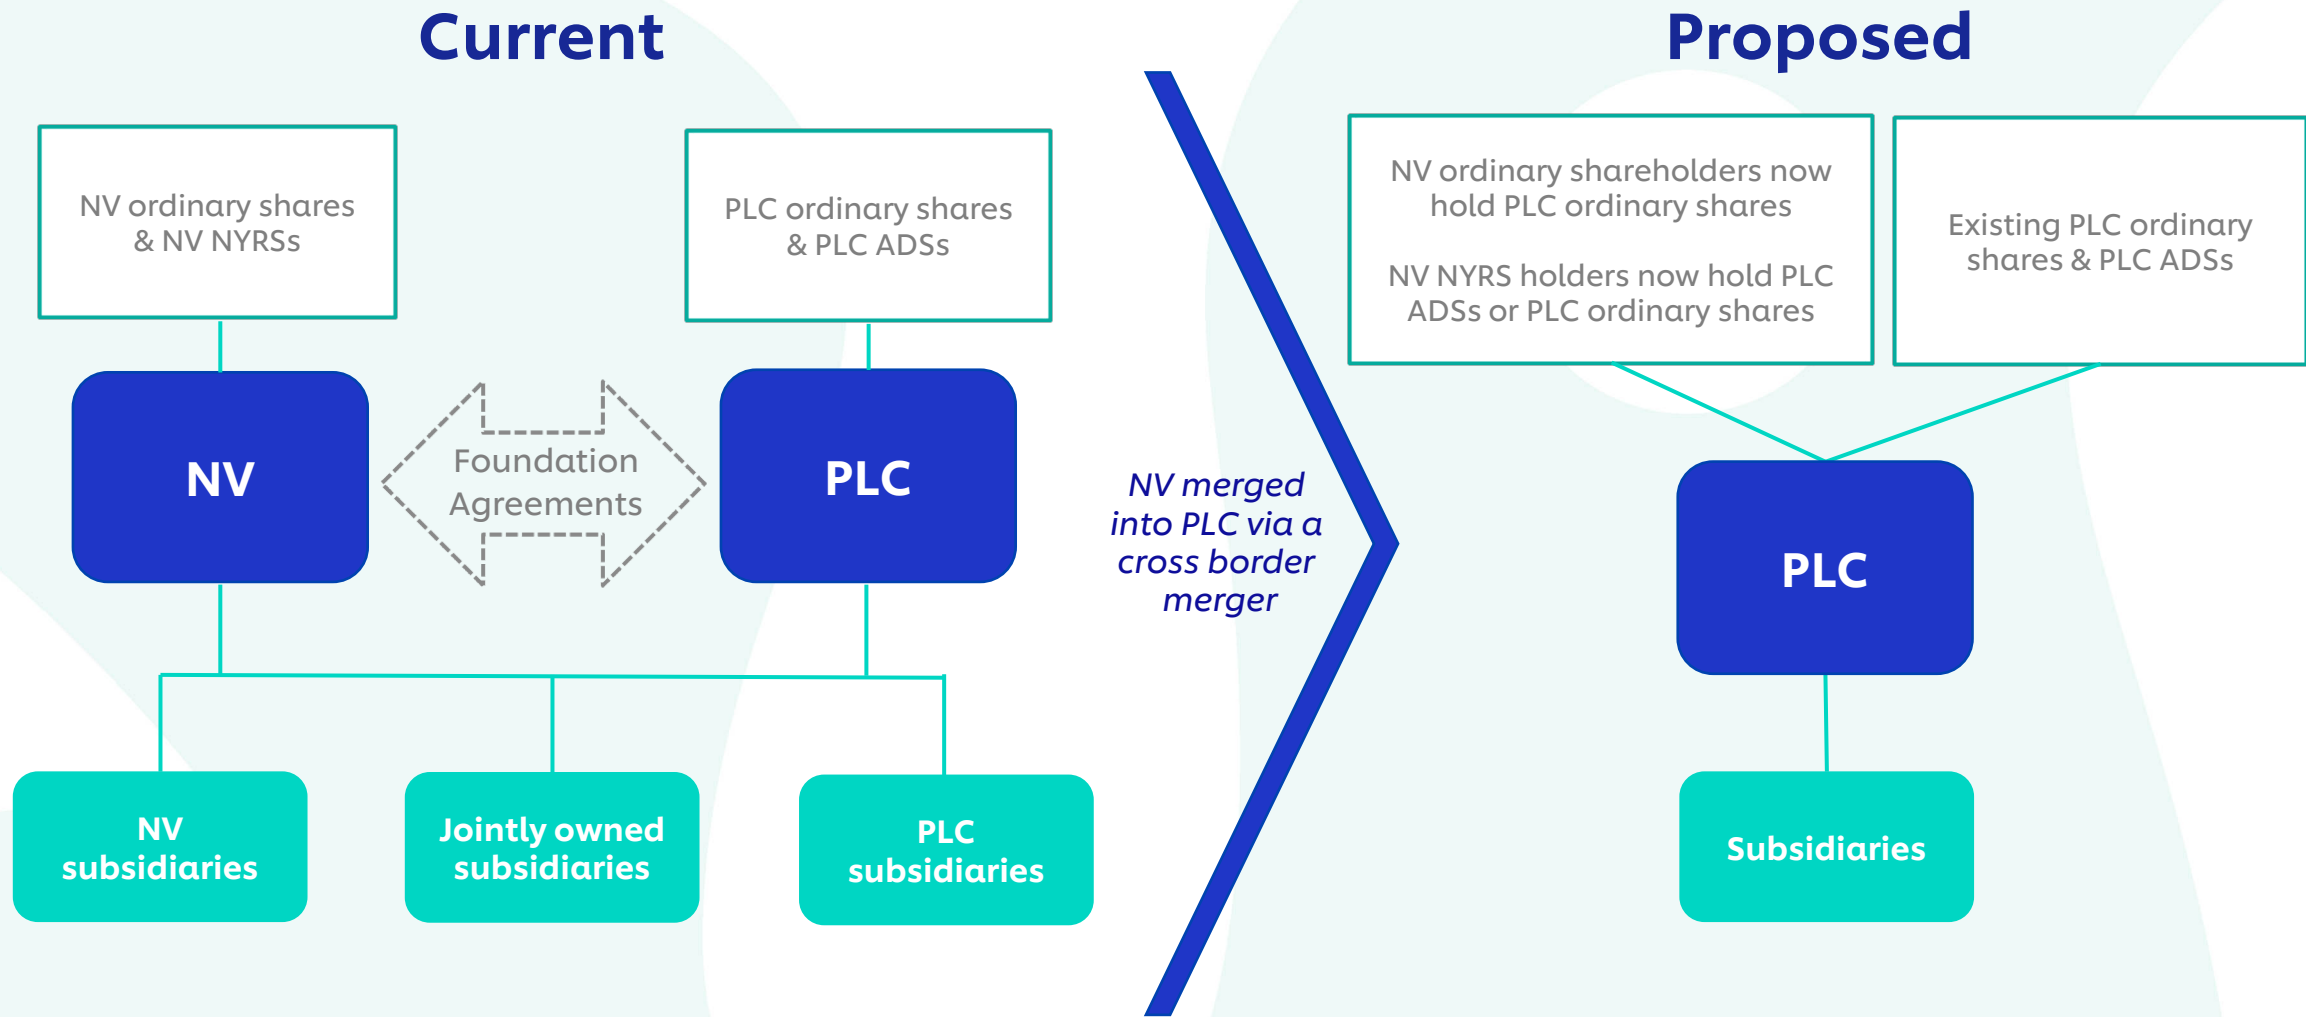 Current
NV ordinary shares
& NV NYRSs
PLC ordinary shares
& PLC ADSs
NV
Foundation
Agreements
PLC
NV
subsidiaries
Jointly owned
subsidiaries
PLC
subsidiaries
NV merged
into PLC via a
cross border
merger
Proposed
NV ordinary shareholders now
hold PLC ordinary shares
NV NYRS holders now hold PLC
ADSs or PLC ordinary shares
Existing PLC ordinary
shares & PLC ADSs
PLC
Subsidiaries